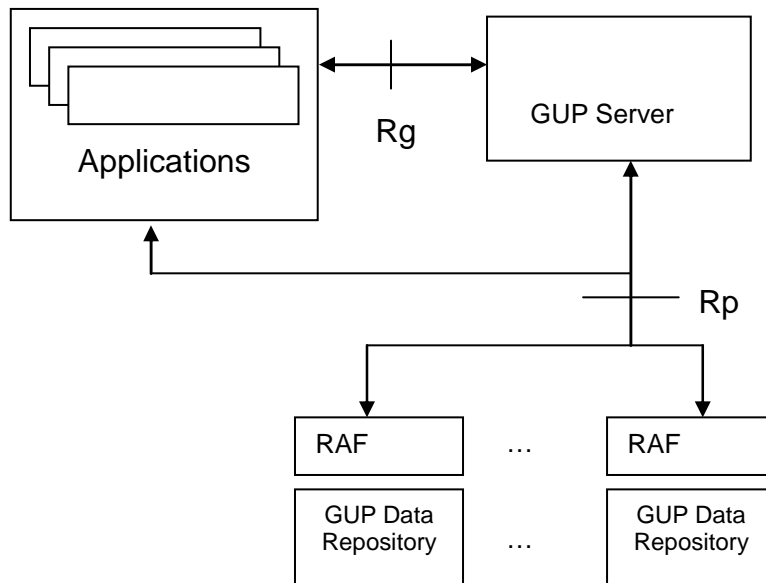 Rg
GUP Server
Applications
Rp
RAF
...
RAF
GUP Data
Repository
...
GUP Data
Repository